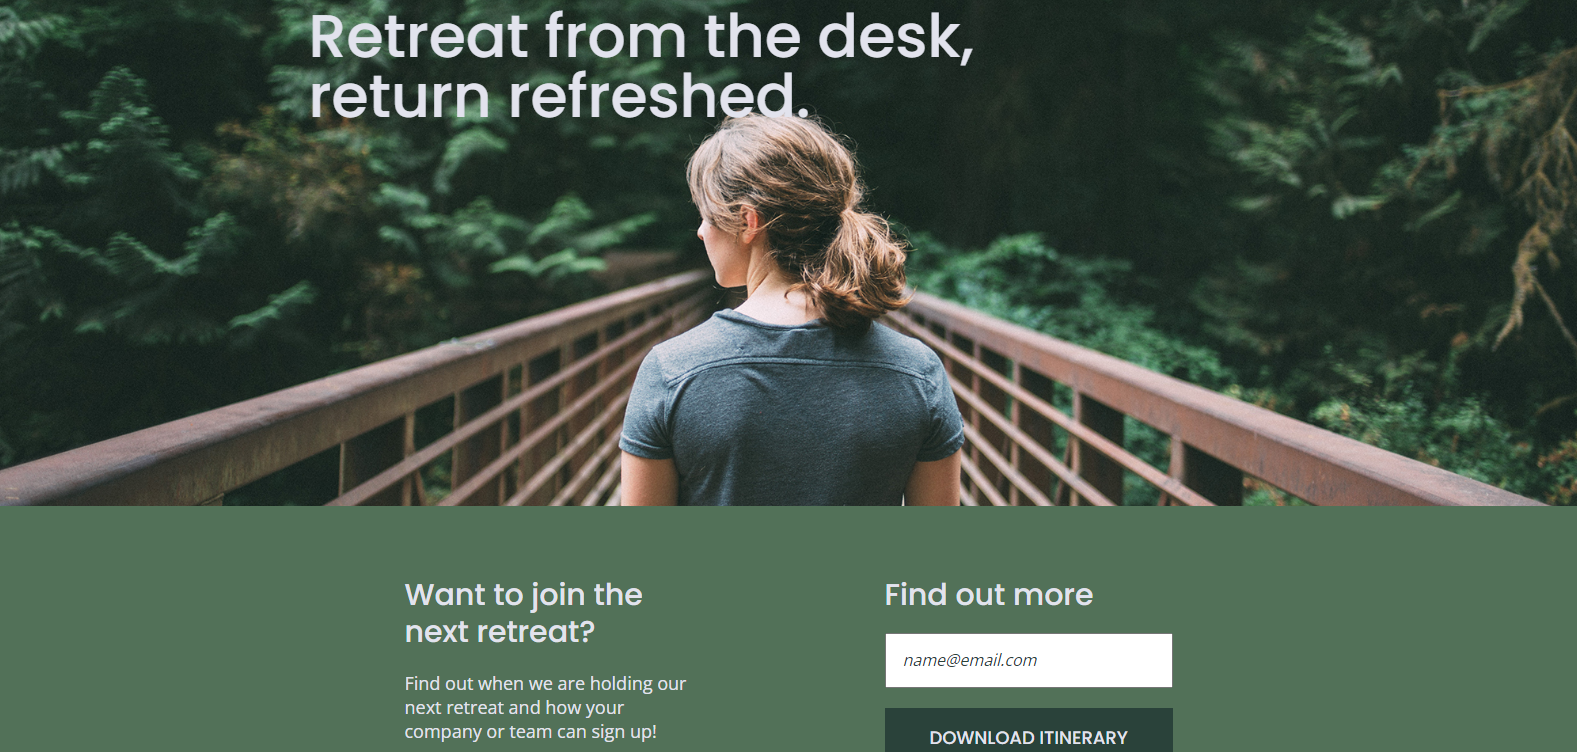 Retreat from the desk,
return refreshed.
Want to join the
next retreat?
Find out when we are holding our
next retreat and how your
company or team can sign up!
Find out more
name@email.com
DOWNLOAD ITINERARY